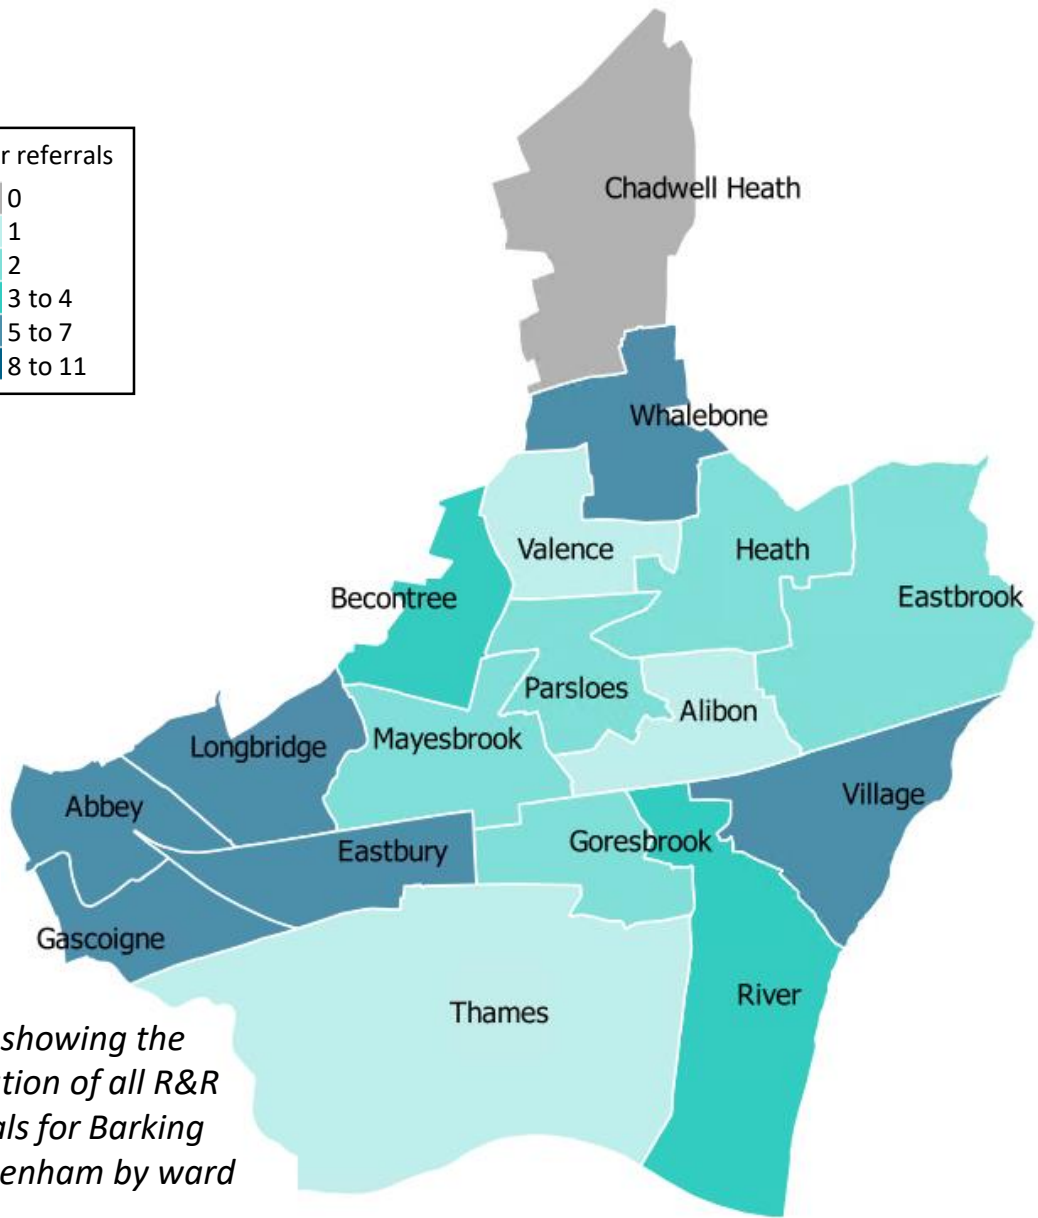 r referrals
0
1
2
3 to 4
5 to 7
8 to 11
Chadwell Heath
Whalebone
Valence
Heath
Becontree
Eastbrook
Parsloes
Alibon
Longbridge
Mayesbrook
Abbey
Village
Goresbrook
Eastbury
Gascoigne
River
Thames
showing the
tion of all R&R
als for Barking
enham by ward